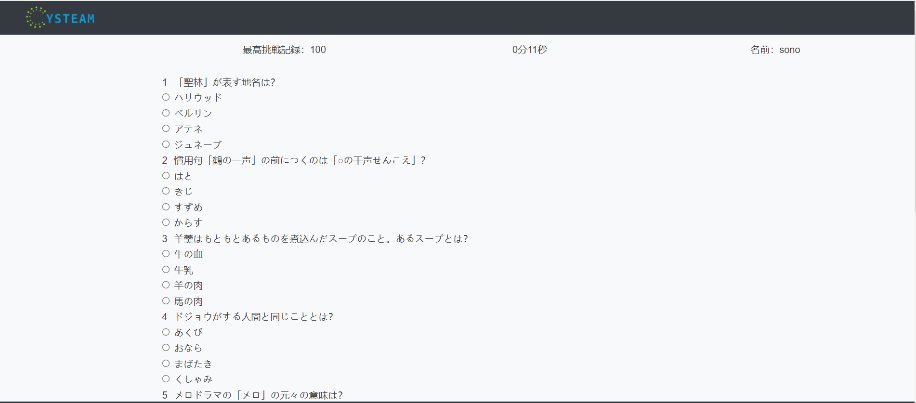 YSTEAM
最高挑戦記録：100 0分11秒 名前：sono
1 「聖林」が表す地名は?
ハリウッド
ベルリン
アテネ
ジュネーブ
2 慣用句「鶴の一声」の前につくのは「○の千声せんこえ」?
はと
きじ
すずめ
からす
3 羊羹はもともとあるものを煮込んだスープのこと。あるスープとは?
牛の血
牛乳
羊の肉
馬の肉
4 ドジョウがする人間と同じこととは?
あくび
おなら
まばたき
くしゃみ
5 メロドラマの「メロ」の元々の意味は?